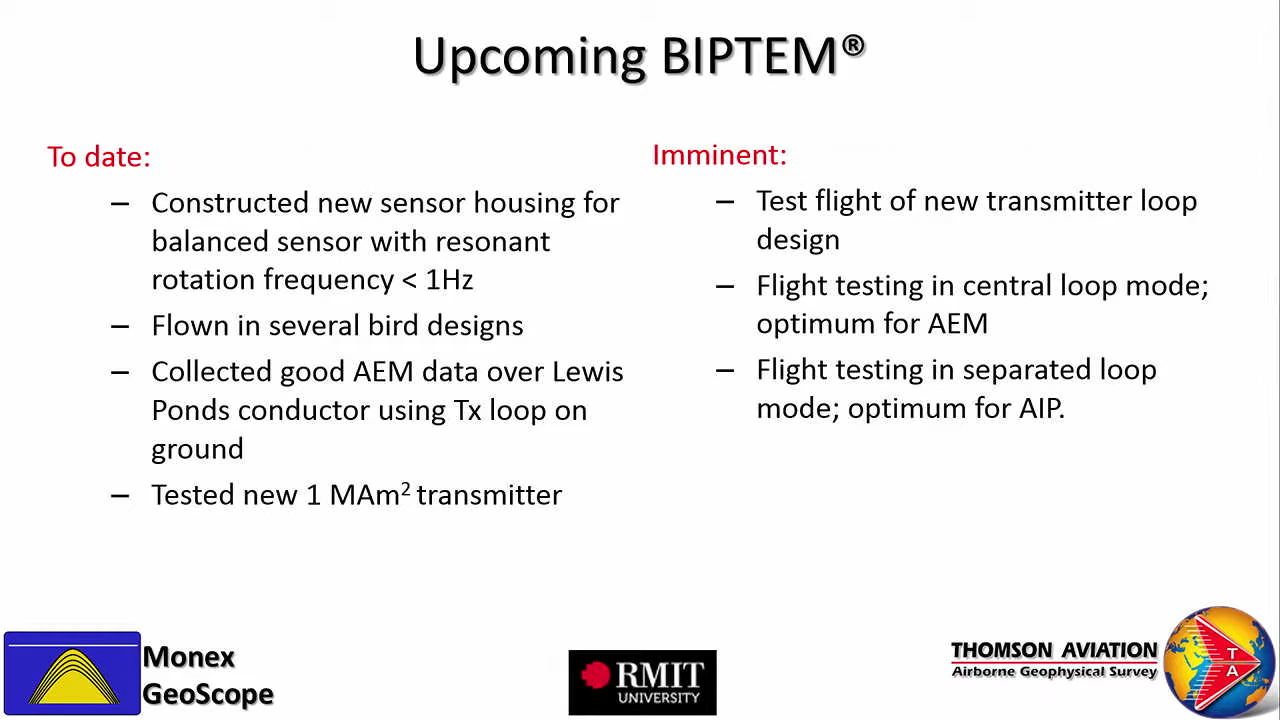 Upcoming BIPTEM®
To date:
– Constructed new sensor housing for
balanced sensor with resonant
rotation frequency < 1Hz
– Flown in several bird designs
– Collected good AEM data over Lewis
Ponds conductor using Tx loop on
ground
– Tested new 1 MAm² transmitter
Imminent:
– Test flight of new transmitter loop
design
– Flight testing in central loop mode;
optimum for AEM
– Flight testing in separated loop
mode; optimum for AIP.
Monex
GeoScope
RMIT
UNIVERSITY
THOMSON AVIATION
Airborne Geophysical Survey
T
A